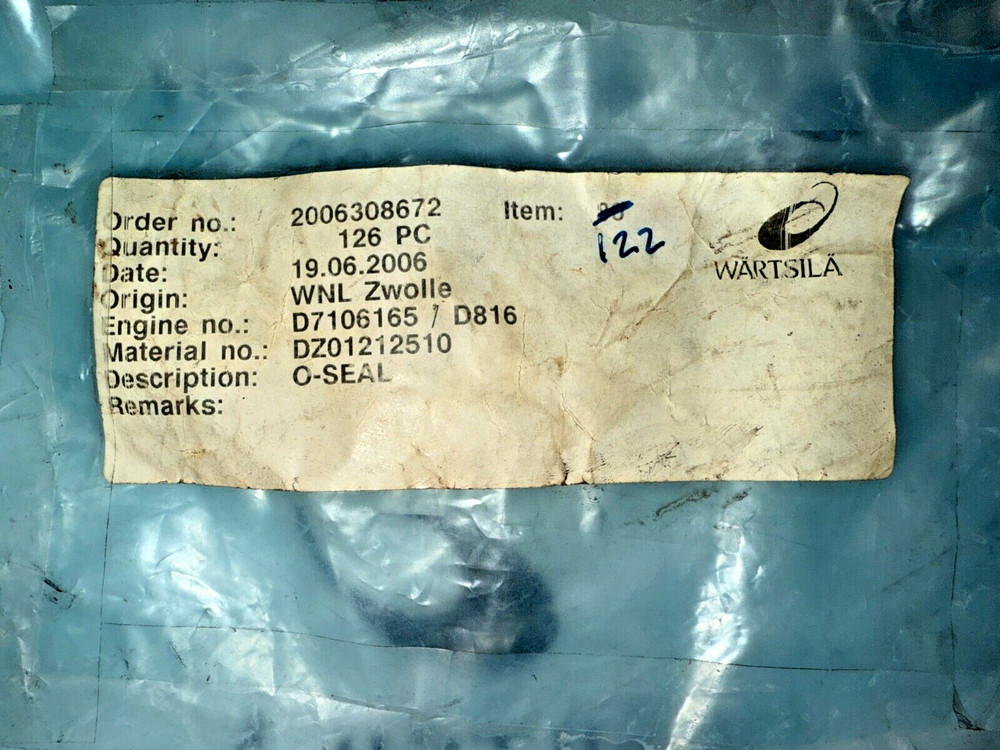 Order no.: 2006308672 Item:
122
Quantity: 126 PC
Date: 19.06.2006
Origin: WNL Zwolle
Engine no.: D7106165 / D816
Material no.: DZ01212510
Description: O-SEAL
Remarks:
WÄRTSILÄ